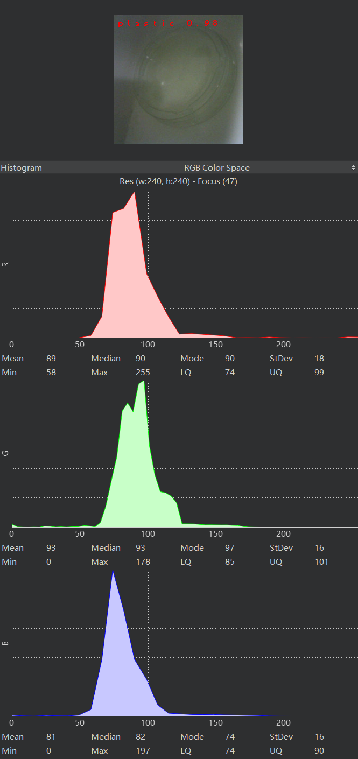 Histogram RGB Color Space
Res (w:240, h:240) - Focus (47)
R
0 50 100 150 200
Mean 89 Median 90 Mode 90 StDev 18
Min 58 Max 255 LQ 74 UQ 99
G
0 50 100 150 200
Mean 93 Median 93 Mode 97 StDev 16
Min 0 Max 178 LQ 85 UQ 101
B
0 50 100 150 200
Mean 81 Median 82 Mode 74 StDev 16
Min 0 Max 197 LQ 74 UQ 90